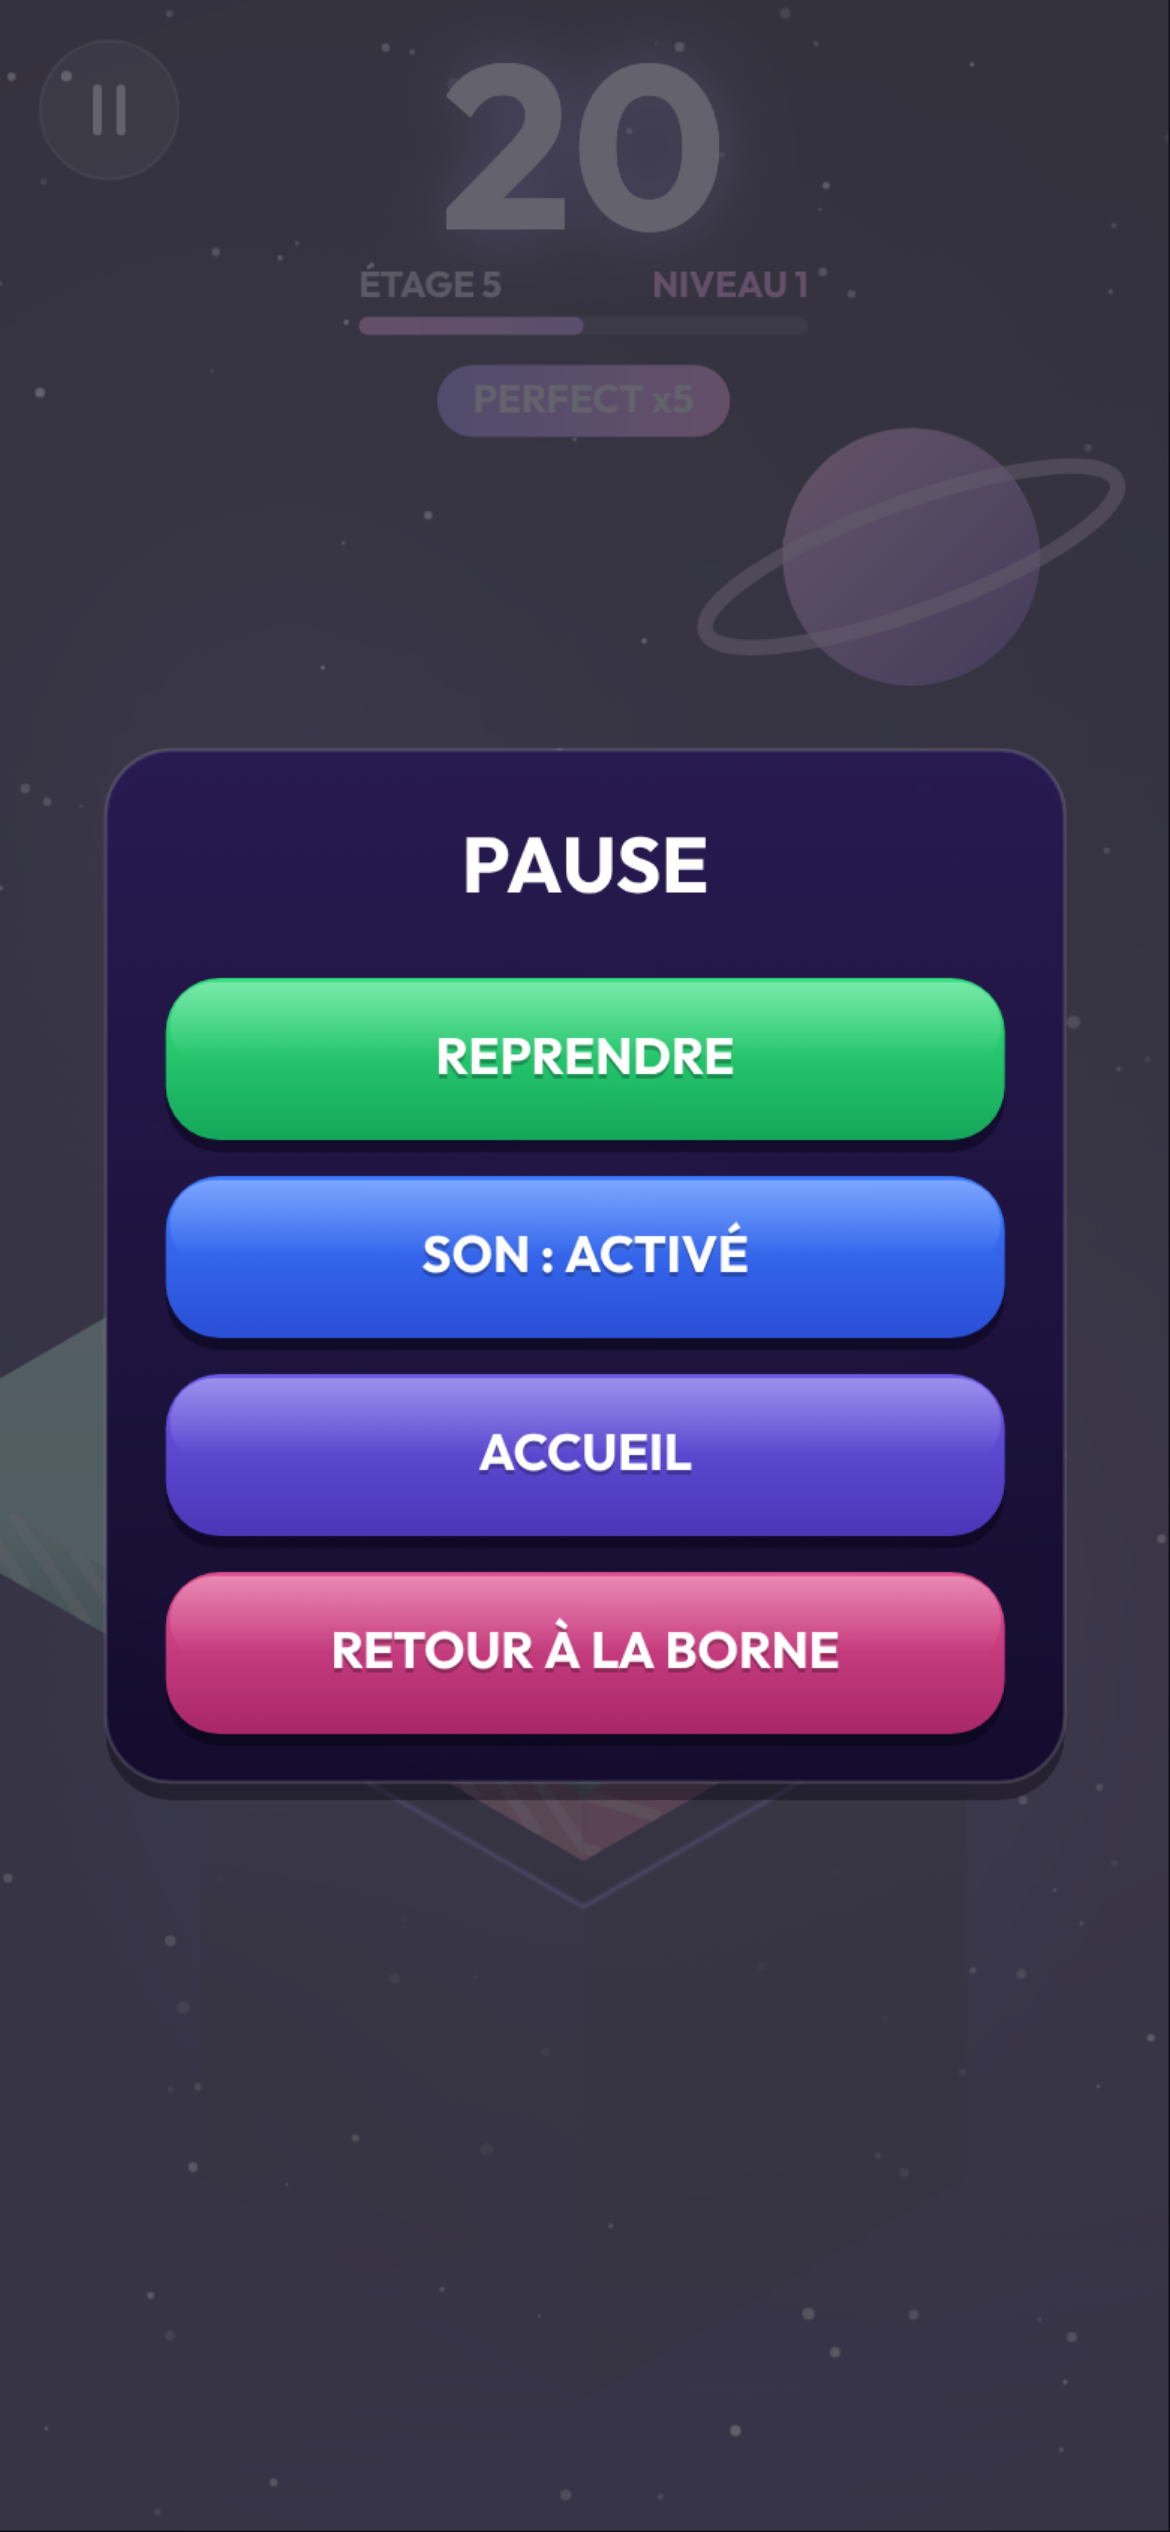 20
ÉTAGE 5 NIVEAU 1
PERFECT x5
PAUSE
REPRENDRE
SON : ACTIVÉ
ACCUEIL
RETOUR À LA BORNE